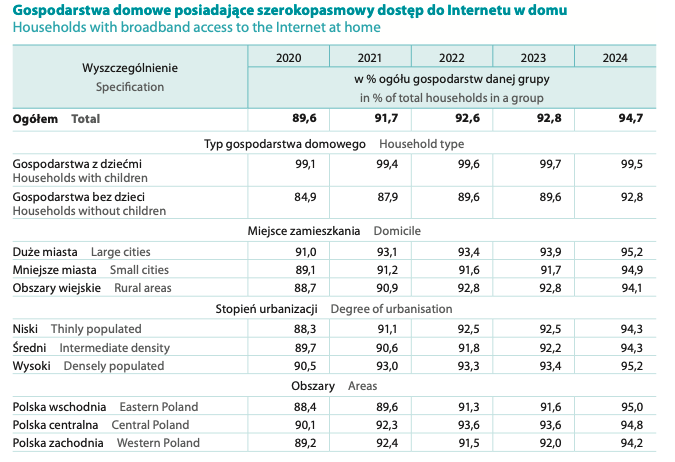 Gospodarstwa domowe posiadające szerokopasmowy dostęp do Internetu w domu
Households with broadband access to the Internet at home
Wyszczególnienie
Specification
2020 2021 2022 2023 2024
w % ogółu gospodarstw danej grupy
in % of total households in a group
Ogółem Total 89,6 91,7 92,6 92,8 94,7
Typ gospodarstwa domowego Household type
Gospodarstwa z dziećmi 99,1 99,4 99,6 99,7 99,5
Households with children
Gospodarstwa bez dzieci 84,9 87,9 89,6 89,6 92,8
Households without children
Miejsce zamieszkania Domicile
Duże miasta Large cities 91,0 93,1 93,4 93,9 95,2
Mniejsze miasta Small cities 89,1 91,2 91,6 91,7 94,9
Obszary wiejskie Rural areas 88,7 90,9 92,8 92,8 94,1
Stopień urbanizacji Degree of urbanisation
Niski Thinly populated 88,3 91,1 92,5 92,5 94,3
Średni Intermediate density 89,7 90,6 91,8 92,2 94,3
Wysoki Densely populated 90,5 93,0 93,3 93,4 95,2
Obszary Areas
Polska wschodnia Eastern Poland 88,4 89,6 91,3 91,6 95,0
Polska centralna Central Poland 90,1 92,3 93,6 93,6 94,8
Polska zachodnia Western Poland 89,2 92,4 91,5 92,0 94,2